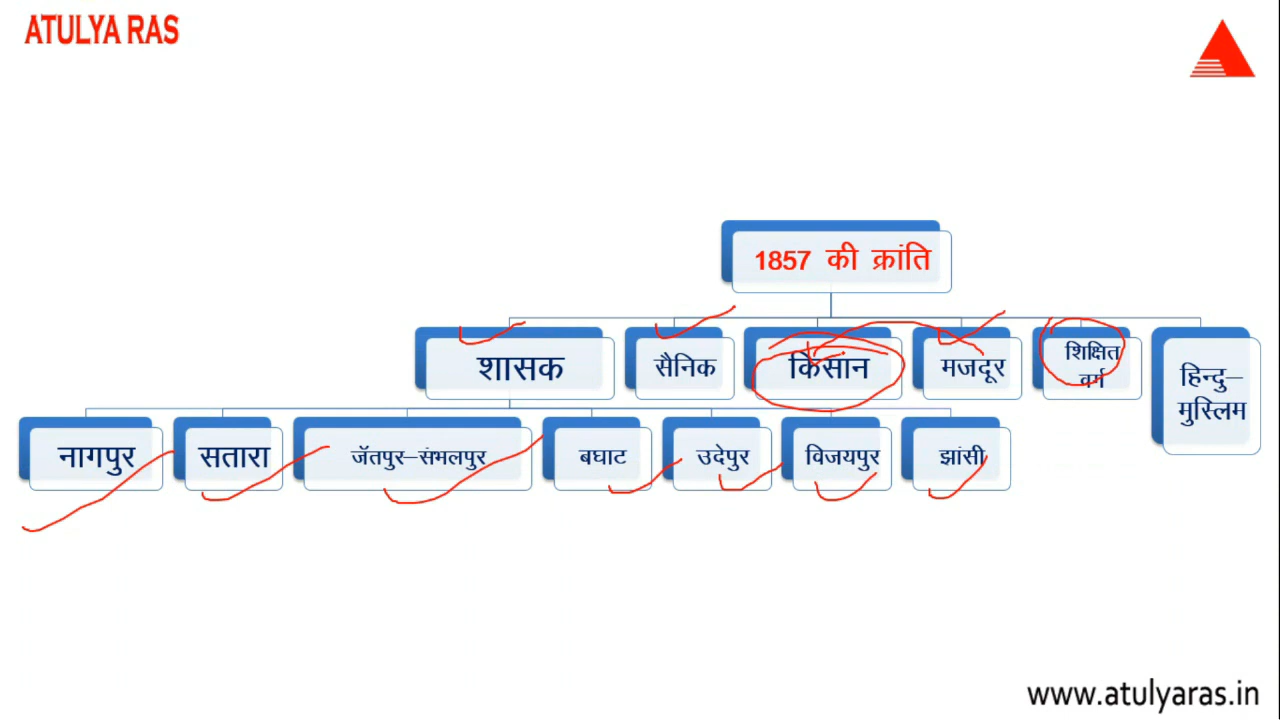 ATULYA RAS
1857 की क्रांति
शासक
सैनिक
किसान
मजदूर
शिक्षित
वर्ग
हिन्दु–
मुस्लिम
नागपुर
सतारा
जॅतपुर–संभलपुर
बघाट
उदेपुर
विजयपुर
झांसी
www.atulyaras.in